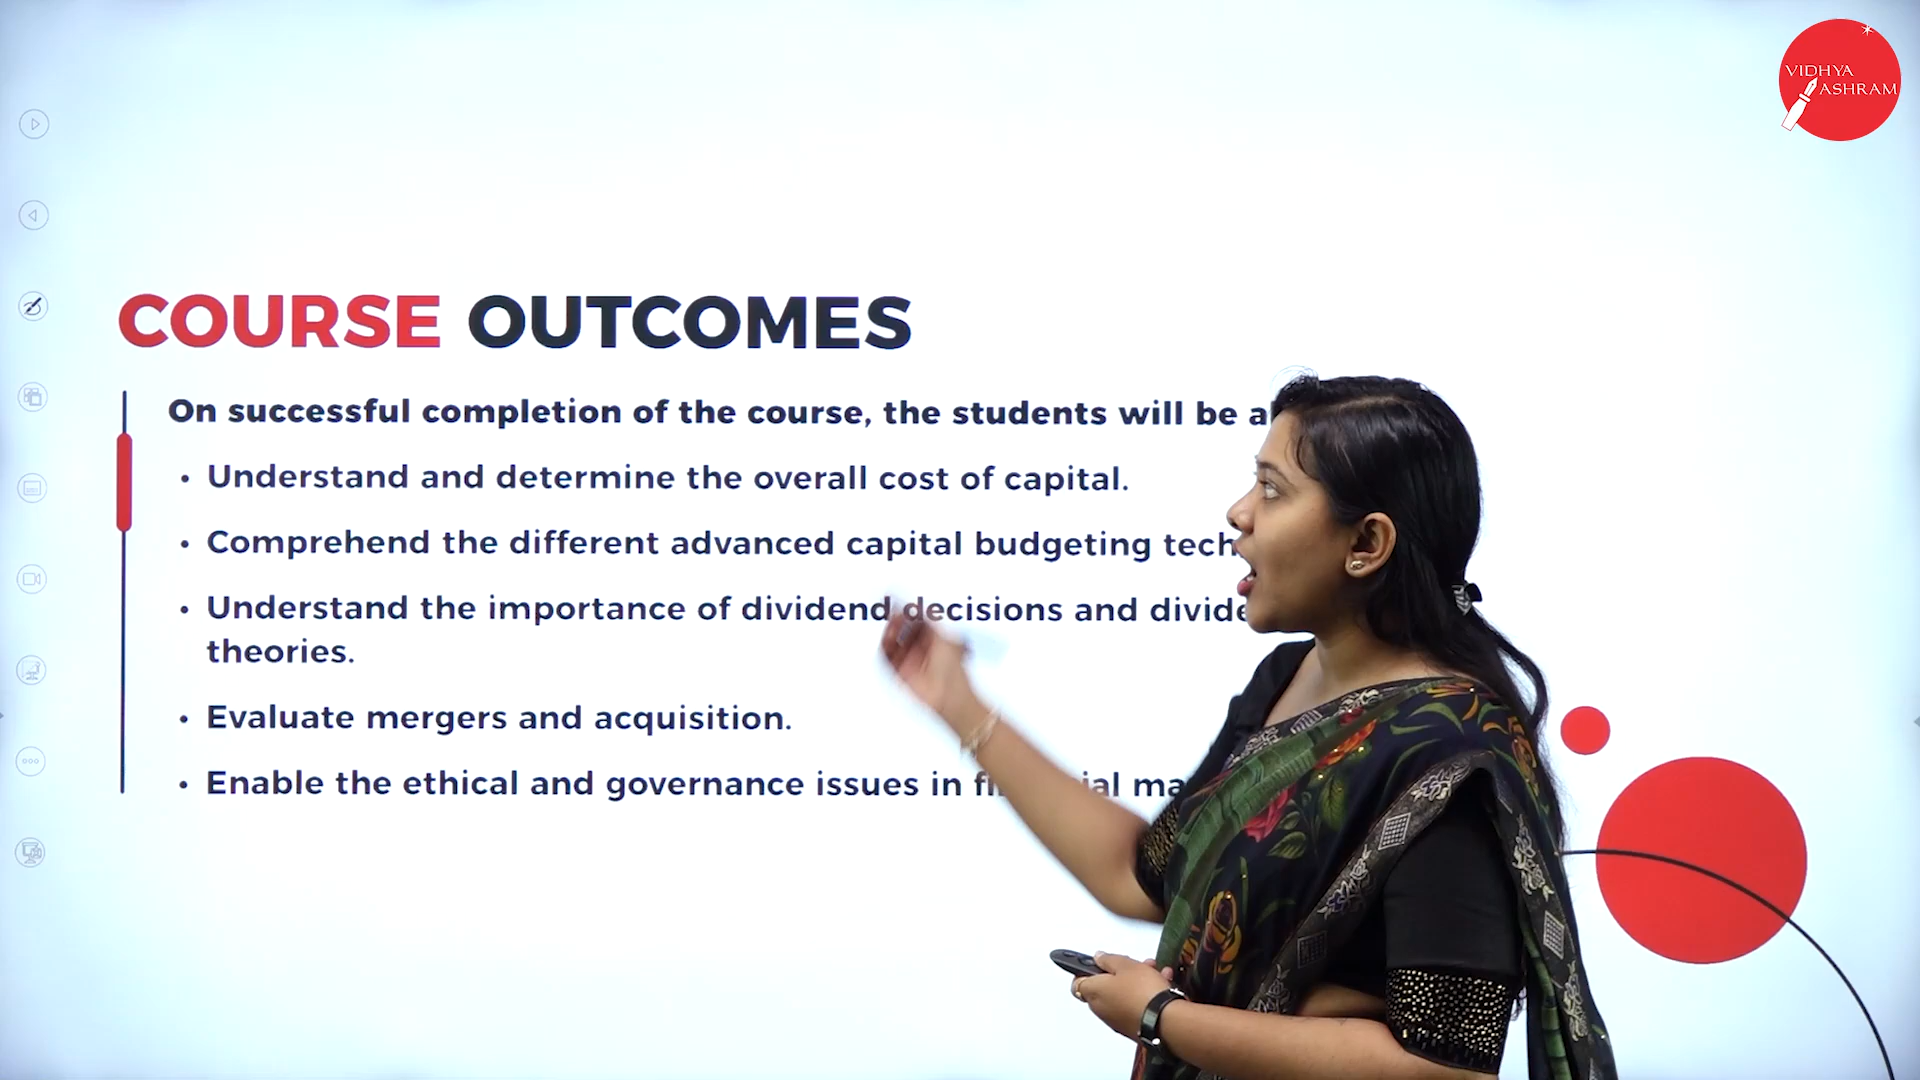 VIDHYA
ASHRAM
COURSE OUTCOMES
On successful completion of the course, the students will be
• Understand and determine the overall cost of capital.
• Comprehend the different advanced capital budgeting
• Understand the importance of dividend decisions and
theories.
• Evaluate mergers and acquisition.
• Enable the ethical and governance issues in